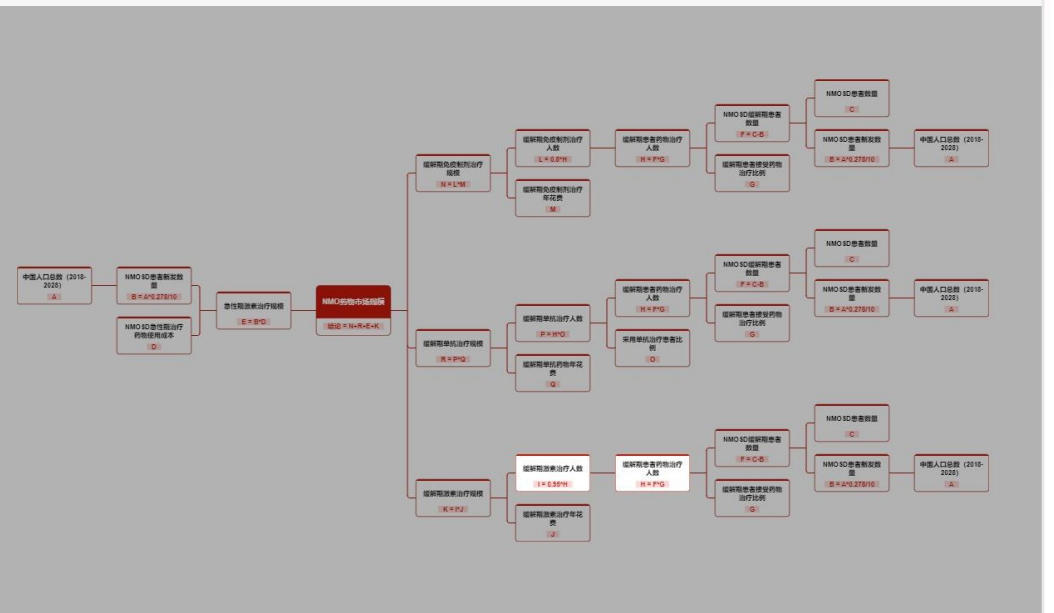 中国人口总数（2018-
2028）
A
NMOSD患者新发数
量
B = A*0.278/10
NMOSD急性期治疗
药物使用成本
D
急性期激素治疗规模
E = B*D
NMO药物市场规模
结论 = N+R+E+K
缓解期免疫制剂治疗
规模
N = L*M
缓解期免疫制剂治疗
人数
L = 0.8*H
缓解期免疫制剂治疗
年花费
M
缓解期患者药物治疗
人数
H = F*G
NMOSD缓解期患者
数量
F = C-B
缓解期患者接受药物
治疗比例
G
NMOSD患者数量
C
NMOSD患者新发数
量
B = A*0.278/10
中国人口总数（2018-
2028）
A
缓解期单抗治疗规模
R = P*Q
缓解期单抗治疗人数
P = H*O
缓解期单抗药物年花
费
Q
缓解期患者药物治疗
人数
H = F*G
采用单抗治疗患者比
例
O
NMOSD缓解期患者
数量
F = C-B
缓解期患者接受药物
治疗比例
G
NMOSD患者数量
C
NMOSD患者新发数
量
B = A*0.278/10
中国人口总数（2018-
2028）
A
缓解期激素治疗规模
K = I*J
缓解期激素治疗人数
I = 0.95*H
缓解期激素治疗年花
费
J
缓解期患者药物治疗
人数
H = F*G
NMOSD缓解期患者
数量
F = C-B
缓解期患者接受药物
治疗比例
G
NMOSD患者数量
C
NMOSD患者新发数
量
B = A*0.278/10
中国人口总数（2018-
2028）
A